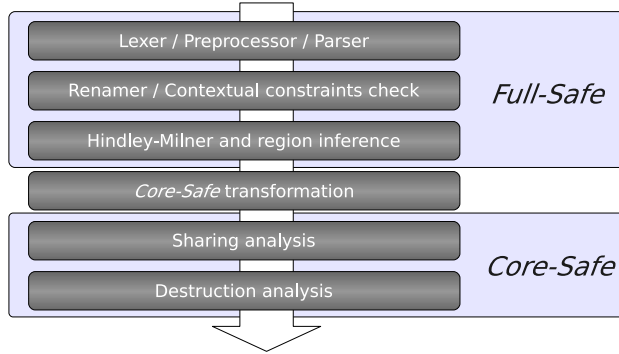 Lexer / Preprocessor / Parser
Renamer / Contextual constraints check
Full-Safe
Hindley-Milner and region inference
Core-Safe transformation
Sharing analysis
Core-Safe
Destruction analysis